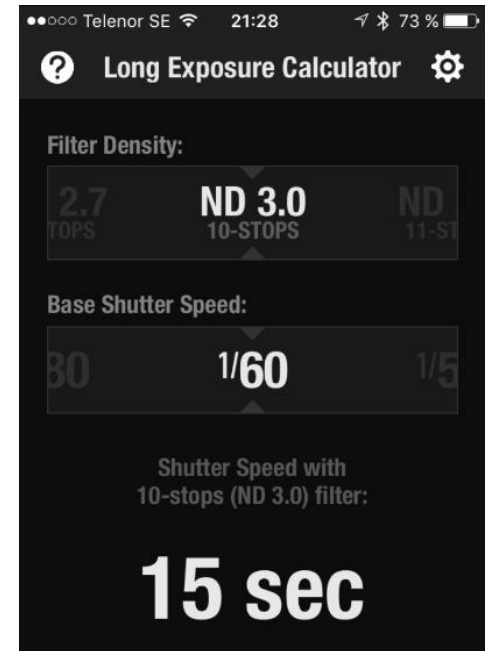 Telenor SE 21:28 73 %
? Long Exposure Calculator
Filter Density:
2.7 ND 3.0 ND
TOPS 10-STOPS 11-ST
Base Shutter Speed:
80 1/60 1/5
Shutter Speed with
10-stops (ND 3.0) filter:
15 sec